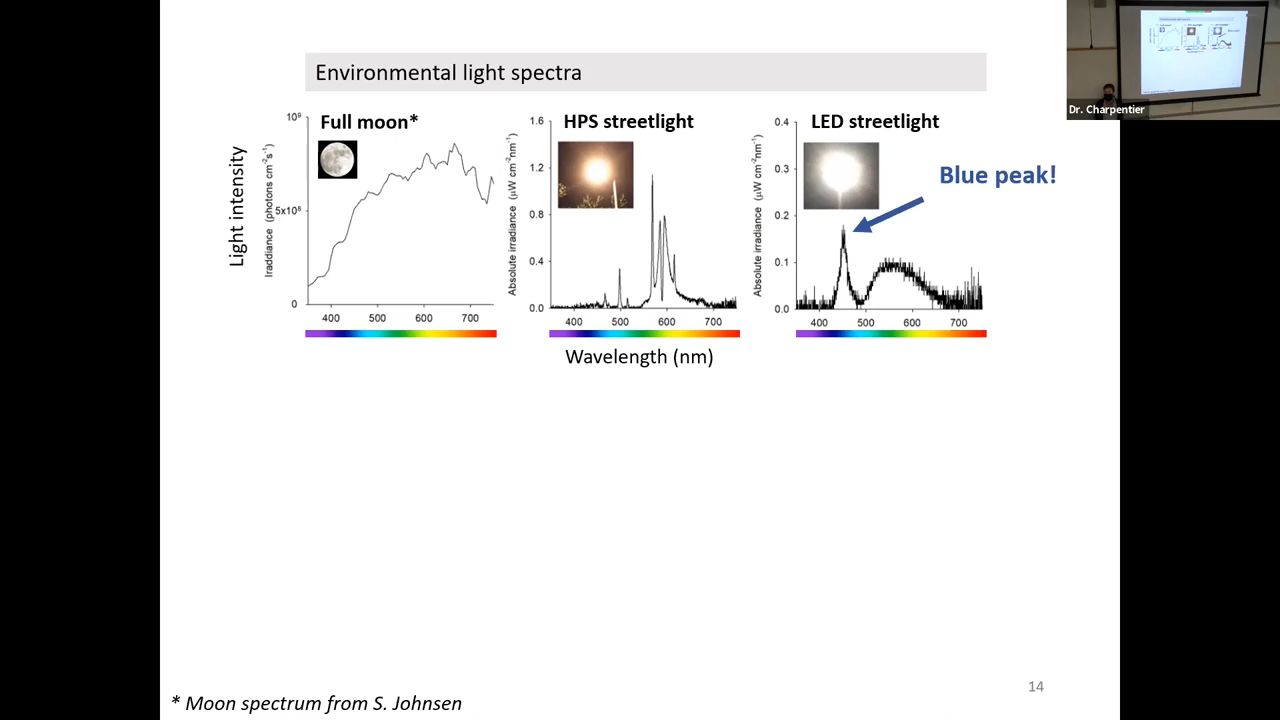 Environmental light spectra
Full moon*
HPS streetlight
LED streetlight
Blue peak!
Light intensity
Iraddiance (photons cm⁻²s⁻¹)
10⁹
0
400 500 600 700
Absolute irradiance (µW cm⁻²nm⁻¹)
1.6
1.2
0.8
0.4
0.0
400 500 600 700
Absolute irradiance (µW cm⁻²nm⁻¹)
0.4
0.3
0.2
0.1
0.0
400 500 600 700
Wavelength (nm)
* Moon spectrum from S. Johnsen
14
Dr. Charpentier